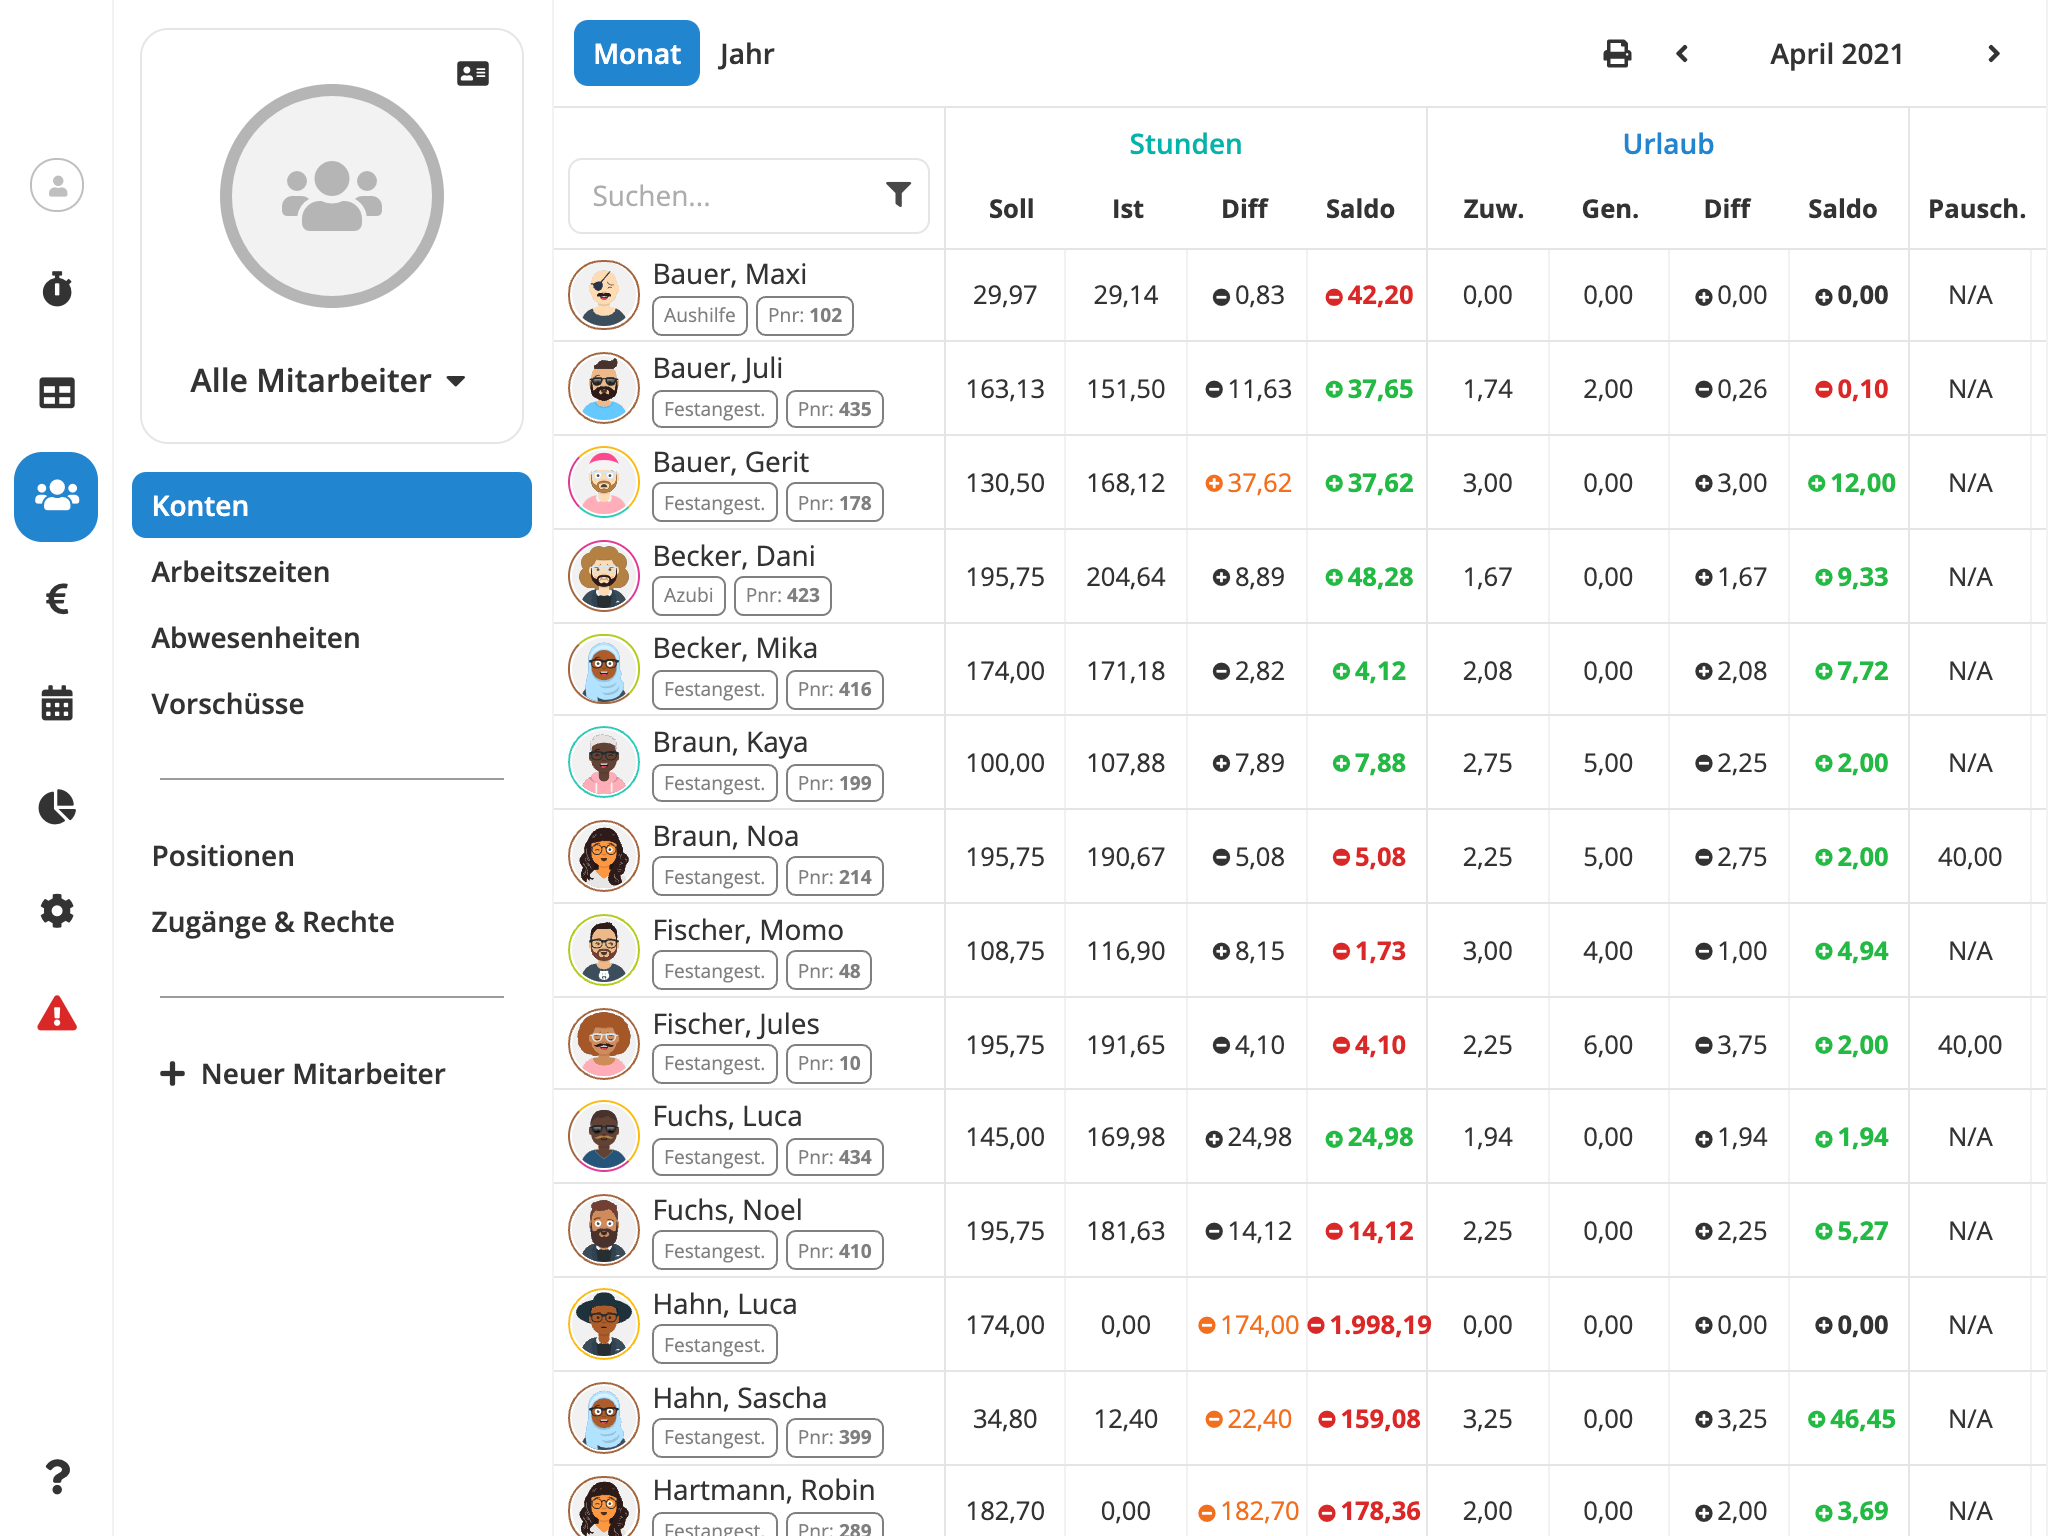 Monat Jahr April 2021
Alle Mitarbeiter
Konten
Arbeitszeiten
Abwesenheiten
Vorschüsse
Positionen
Zugänge & Rechte
Neuer Mitarbeiter
Stunden Urlaub
Suchen...
Soll Ist Diff Saldo Zuw. Gen. Diff Saldo Pausch.
Bauer, Maxi
Aushilfe Pnr: 102
29,97 29,14 0,83 42,20 0,00 0,00 0,00 0,00 N/A
Bauer, Juli
Festangest. Pnr: 435
163,13 151,50 11,63 37,65 1,74 2,00 0,26 0,10 N/A
Bauer, Gerit
Festangest. Pnr: 178
130,50 168,12 37,62 37,62 3,00 0,00 3,00 12,00 N/A
Becker, Dani
Azubi Pnr: 423
195,75 204,64 8,89 48,28 1,67 0,00 1,67 9,33 N/A
Becker, Mika
Festangest. Pnr: 416
174,00 171,18 2,82 4,12 2,08 0,00 2,08 7,72 N/A
Braun, Kaya
Festangest. Pnr: 199
100,00 107,88 7,89 7,88 2,75 5,00 2,25 2,00 N/A
Braun, Noa
Festangest. Pnr: 214
195,75 190,67 5,08 5,08 2,25 5,00 2,75 2,00 40,00
Fischer, Momo
Festangest. Pnr: 48
108,75 116,90 8,15 1,73 3,00 4,00 1,00 4,94 N/A
Fischer, Jules
Festangest. Pnr: 10
195,75 191,65 4,10 4,10 2,25 6,00 3,75 2,00 40,00
Fuchs, Luca
Festangest. Pnr: 434
145,00 169,98 24,98 24,98 1,94 0,00 1,94 1,94 N/A
Fuchs, Noel
Festangest. Pnr: 410
195,75 181,63 14,12 14,12 2,25 0,00 2,25 5,27 N/A
Hahn, Luca
Festangest.
174,00 0,00 174,00 1.998,19 0,00 0,00 0,00 0,00 N/A
Hahn, Sascha
Festangest. Pnr: 399
34,80 12,40 22,40 159,08 3,25 0,00 3,25 46,45 N/A
Hartmann, Robin
Festangest. Pnr: 289
182,70 0,00 182,70 178,36 2,00 0,00 2,00 3,69 N/A